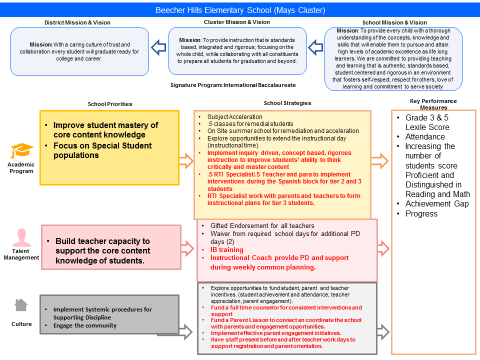 Beecher Hills Elementary School (Mays Cluster)
District Mission & Vision
Cluster Mission & Vision
School Mission & Vision
Mission: With a caring culture of trust and
collaboration every student will graduate ready for
college and career.
Mission: To provide instruction that is standards
based, integrated and rigorous; focusing on the
whole child, while collaborating with all constituents
to prepare all students for graduation and beyond.
Mission: To provide every child with a thorough
understanding of the concepts, knowledge and
skills that will enable them to pursue and attain
high levels of academic excellence as life long
learners. We are committed to providing teaching
and learning that is authentic, standards based,
student centered and rigorous in an environment
that fosters self-respect, respect for others, love of
learning and commitment to serve society
Signature Program: International Baccalaureate
School Priorities
School Strategies
Key Performance
Measures
Academic
Program
• Improve student mastery of
core content knowledge
• Focus on Special Student
populations
• Subject Acceleration
• .5 classes for remedial students
• On Site summer school for remediation and acceleration
• Explore opportunities to extend the instructional day
(instructional time).
• Implement inquiry driven, concept based, rigorous
instruction to improve students' ability to think
critically and master content
• .5 RTI Specialist/.5 Teacher and para to implement
interventions during the Spanish block for tier 2 and 3
students
• RTI Specialist work with parents and teachers to form
instructional plans for tier 3 students.
• Grade 3 & 5
Lexile Score
• Attendance
• Increasing the
number of
students score
Proficient and
Distinguished in
Reading and Math
• Achievement Gap
• Progress
Talent
Management
• Build teacher capacity to
support the core content
knowledge of students.
• Gifted Endorsement for all teachers
• Waiver from required school days for additional PD
days (2)
• IB training
• Instructional Coach provide PD and support
during weekly common planning.
Culture
• Implement Systemic procedures for
Supporting Discipline
• Engage the community
• Explore opportunities to fund student, parent and teacher
incentives. (student achievement and attendance, teacher
appreciation, parent engagement).
• Fund a full time counselor for consistent interventions and
support
• Fund a Parent Liaison to connect an coordinate the school
with parents and engagement opportunities.
• Implement effective parent engagement initiatives.
• Have staff present before and after teacher work days to
support registration and parent orientation.